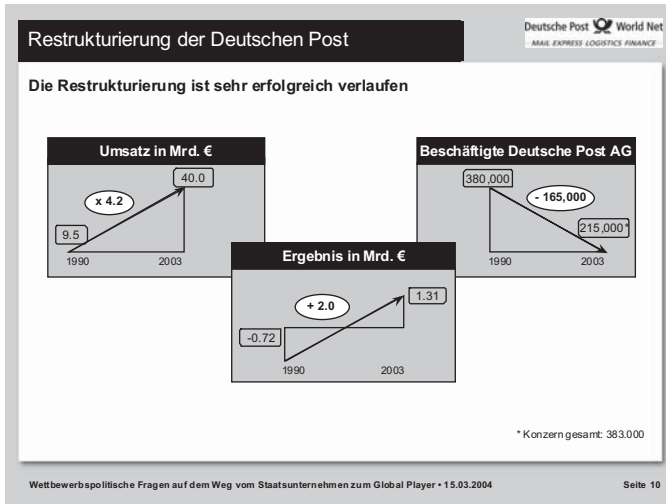 Restrukturierung der Deutschen Post
Deutsche Post World Net
MAIL EXPRESS LOGISTICS FINANCE
Die Restrukturierung ist sehr erfolgreich verlaufen
Umsatz in Mrd. €
40.0
x 4.2
9.5
1990 2003
Beschäftigte Deutsche Post AG
380,000
- 165,000
215,000*
1990 2003
Ergebnis in Mrd. €
1.31
+ 2.0
-0.72
1990 2003
* Konzern gesamt: 383.000
Wettbewerbspolitische Fragen auf dem Weg vom Staatsunternehmen zum Global Player • 15.03.2004 Seite 10